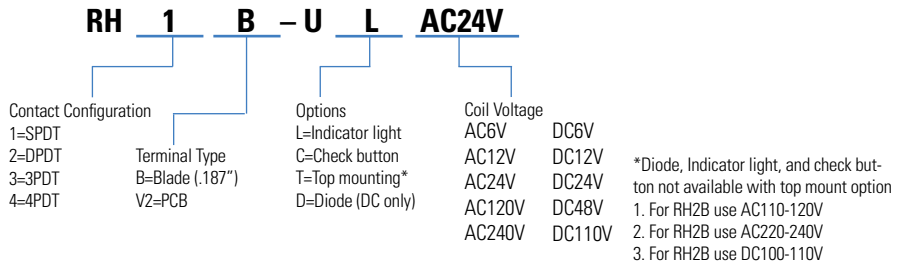 RH 1 B – U L AC24V
Contact Configuration
1=SPDT
2=DPDT
3=3PDT
4=4PDT
Terminal Type
B=Blade (.187")
V2=PCB
Options
L=Indicator light
C=Check button
T=Top mounting*
D=Diode (DC only)
Coil Voltage
AC6V DC6V
AC12V DC12V
AC24V DC24V
AC120V DC48V
AC240V DC110V
*Diode, Indicator light, and check but-
ton not available with top mount option
1. For RH2B use AC110-120V
2. For RH2B use AC220-240V
3. For RH2B use DC100-110V